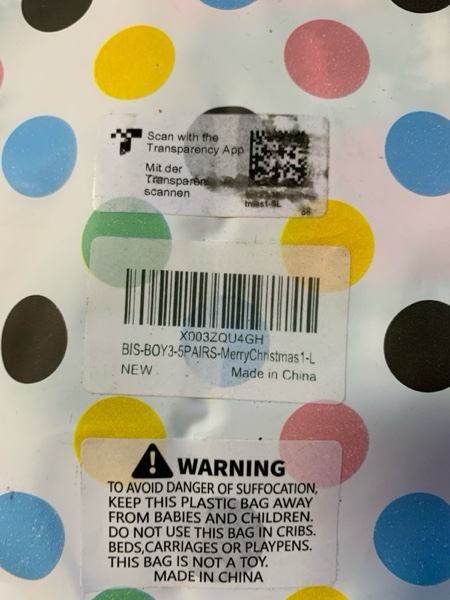 Scan with the
Transparency App
Mit der
Transparen
scannen
X003ZQU4GH
BIS-BOY3-5PAIRS-MerryChristmas1-L
NEW Made in China
WARNING
TO AVOID DANGER OF SUFFOCATION,
KEEP THIS PLASTIC BAG AWAY
FROM BABIES AND CHILDREN.
DO NOT USE THIS BAG IN CRIBS.
BEDS,CARRIAGES OR PLAYPENS.
THIS BAG IS NOT A TOY.
MADE IN CHINA